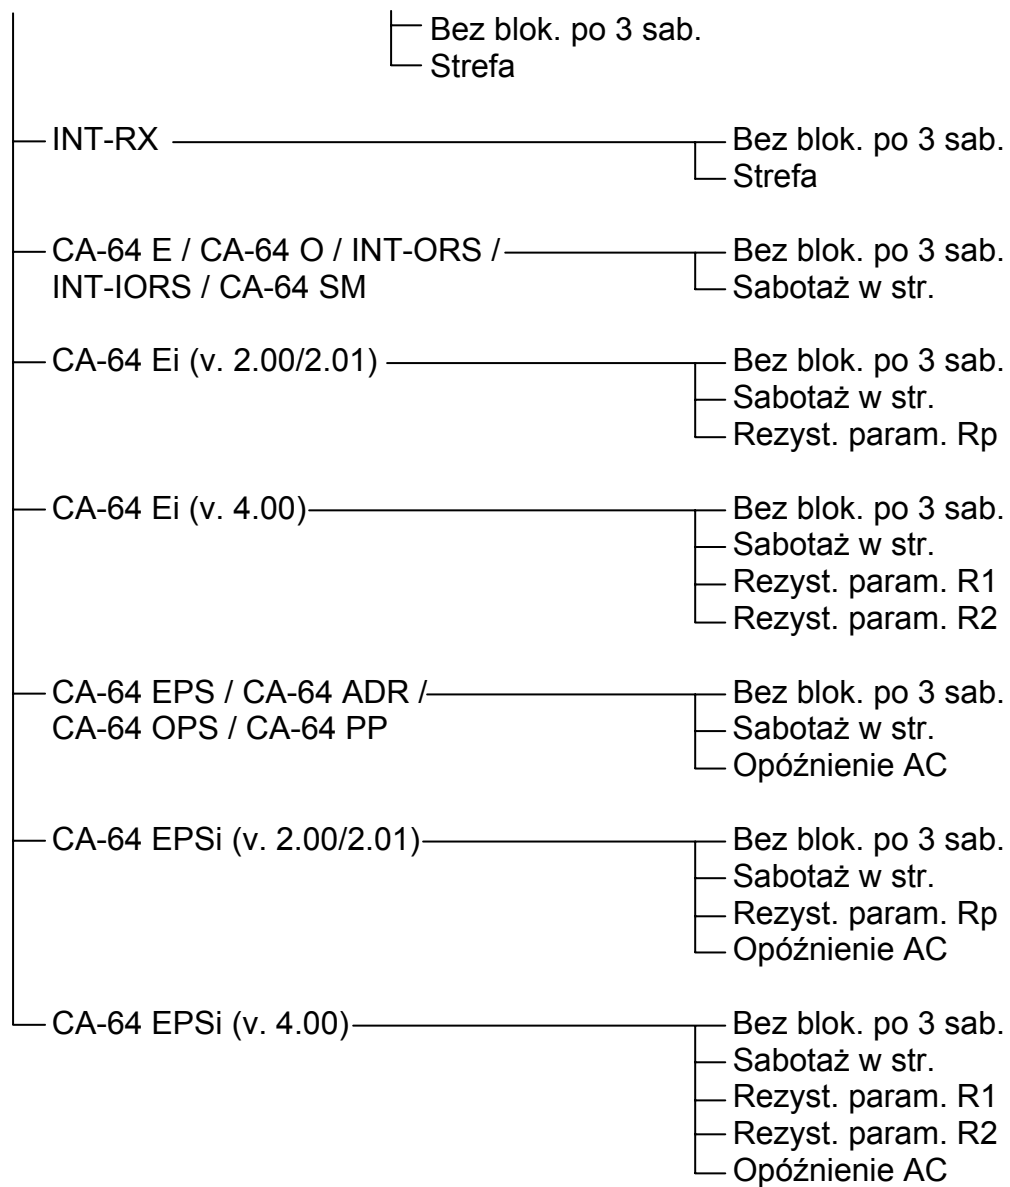 Bez blok. po 3 sab.
Strefa
INT-RX
Bez blok. po 3 sab.
Strefa
CA-64 E / CA-64 O / INT-ORS /
INT-IORS / CA-64 SM
Bez blok. po 3 sab.
Sabotaż w str.
CA-64 Ei (v. 2.00/2.01)
Bez blok. po 3 sab.
Sabotaż w str.
Rezyst. param. Rp
CA-64 Ei (v. 4.00)
Bez blok. po 3 sab.
Sabotaż w str.
Rezyst. param. R1
Rezyst. param. R2
CA-64 EPS / CA-64 ADR /
CA-64 OPS / CA-64 PP
Bez blok. po 3 sab.
Sabotaż w str.
Opóźnienie AC
CA-64 EPSi (v. 2.00/2.01)
Bez blok. po 3 sab.
Sabotaż w str.
Rezyst. param. Rp
Opóźnienie AC
CA-64 EPSi (v. 4.00)
Bez blok. po 3 sab.
Sabotaż w str.
Rezyst. param. R1
Rezyst. param. R2
Opóźnienie AC